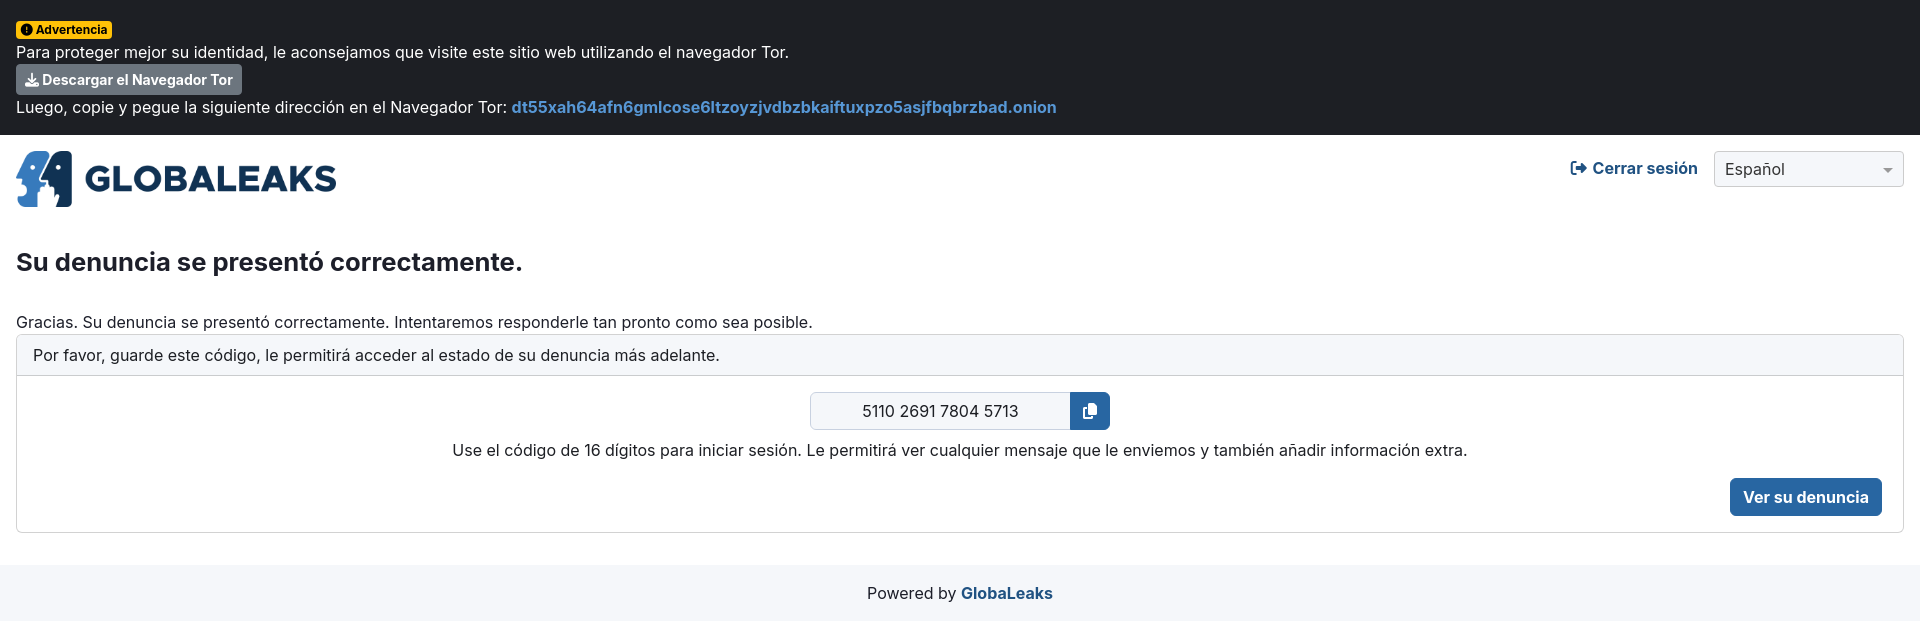 Advertencia
Para proteger mejor su identidad, le aconsejamos que visite este sitio web utilizando el navegador Tor.
Descargar el Navegador Tor
Luego, copie y pegue la siguiente dirección en el Navegador Tor: dt55xah64afn6gmlcose6ltzoyzjvdbzbkaiftuxpzo5asjfbqbrzbad.onion
GLOBALEAKS
Cerrar sesión
Español
Su denuncia se presentó correctamente.
Gracias. Su denuncia se presentó correctamente. Intentaremos responderle tan pronto como sea posible.
Por favor, guarde este código, le permitirá acceder al estado de su denuncia más adelante.
5110 2691 7804 5713
Use el código de 16 dígitos para iniciar sesión. Le permitirá ver cualquier mensaje que le enviemos y también añadir información extra.
Ver su denuncia
Powered by GlobaLeaks